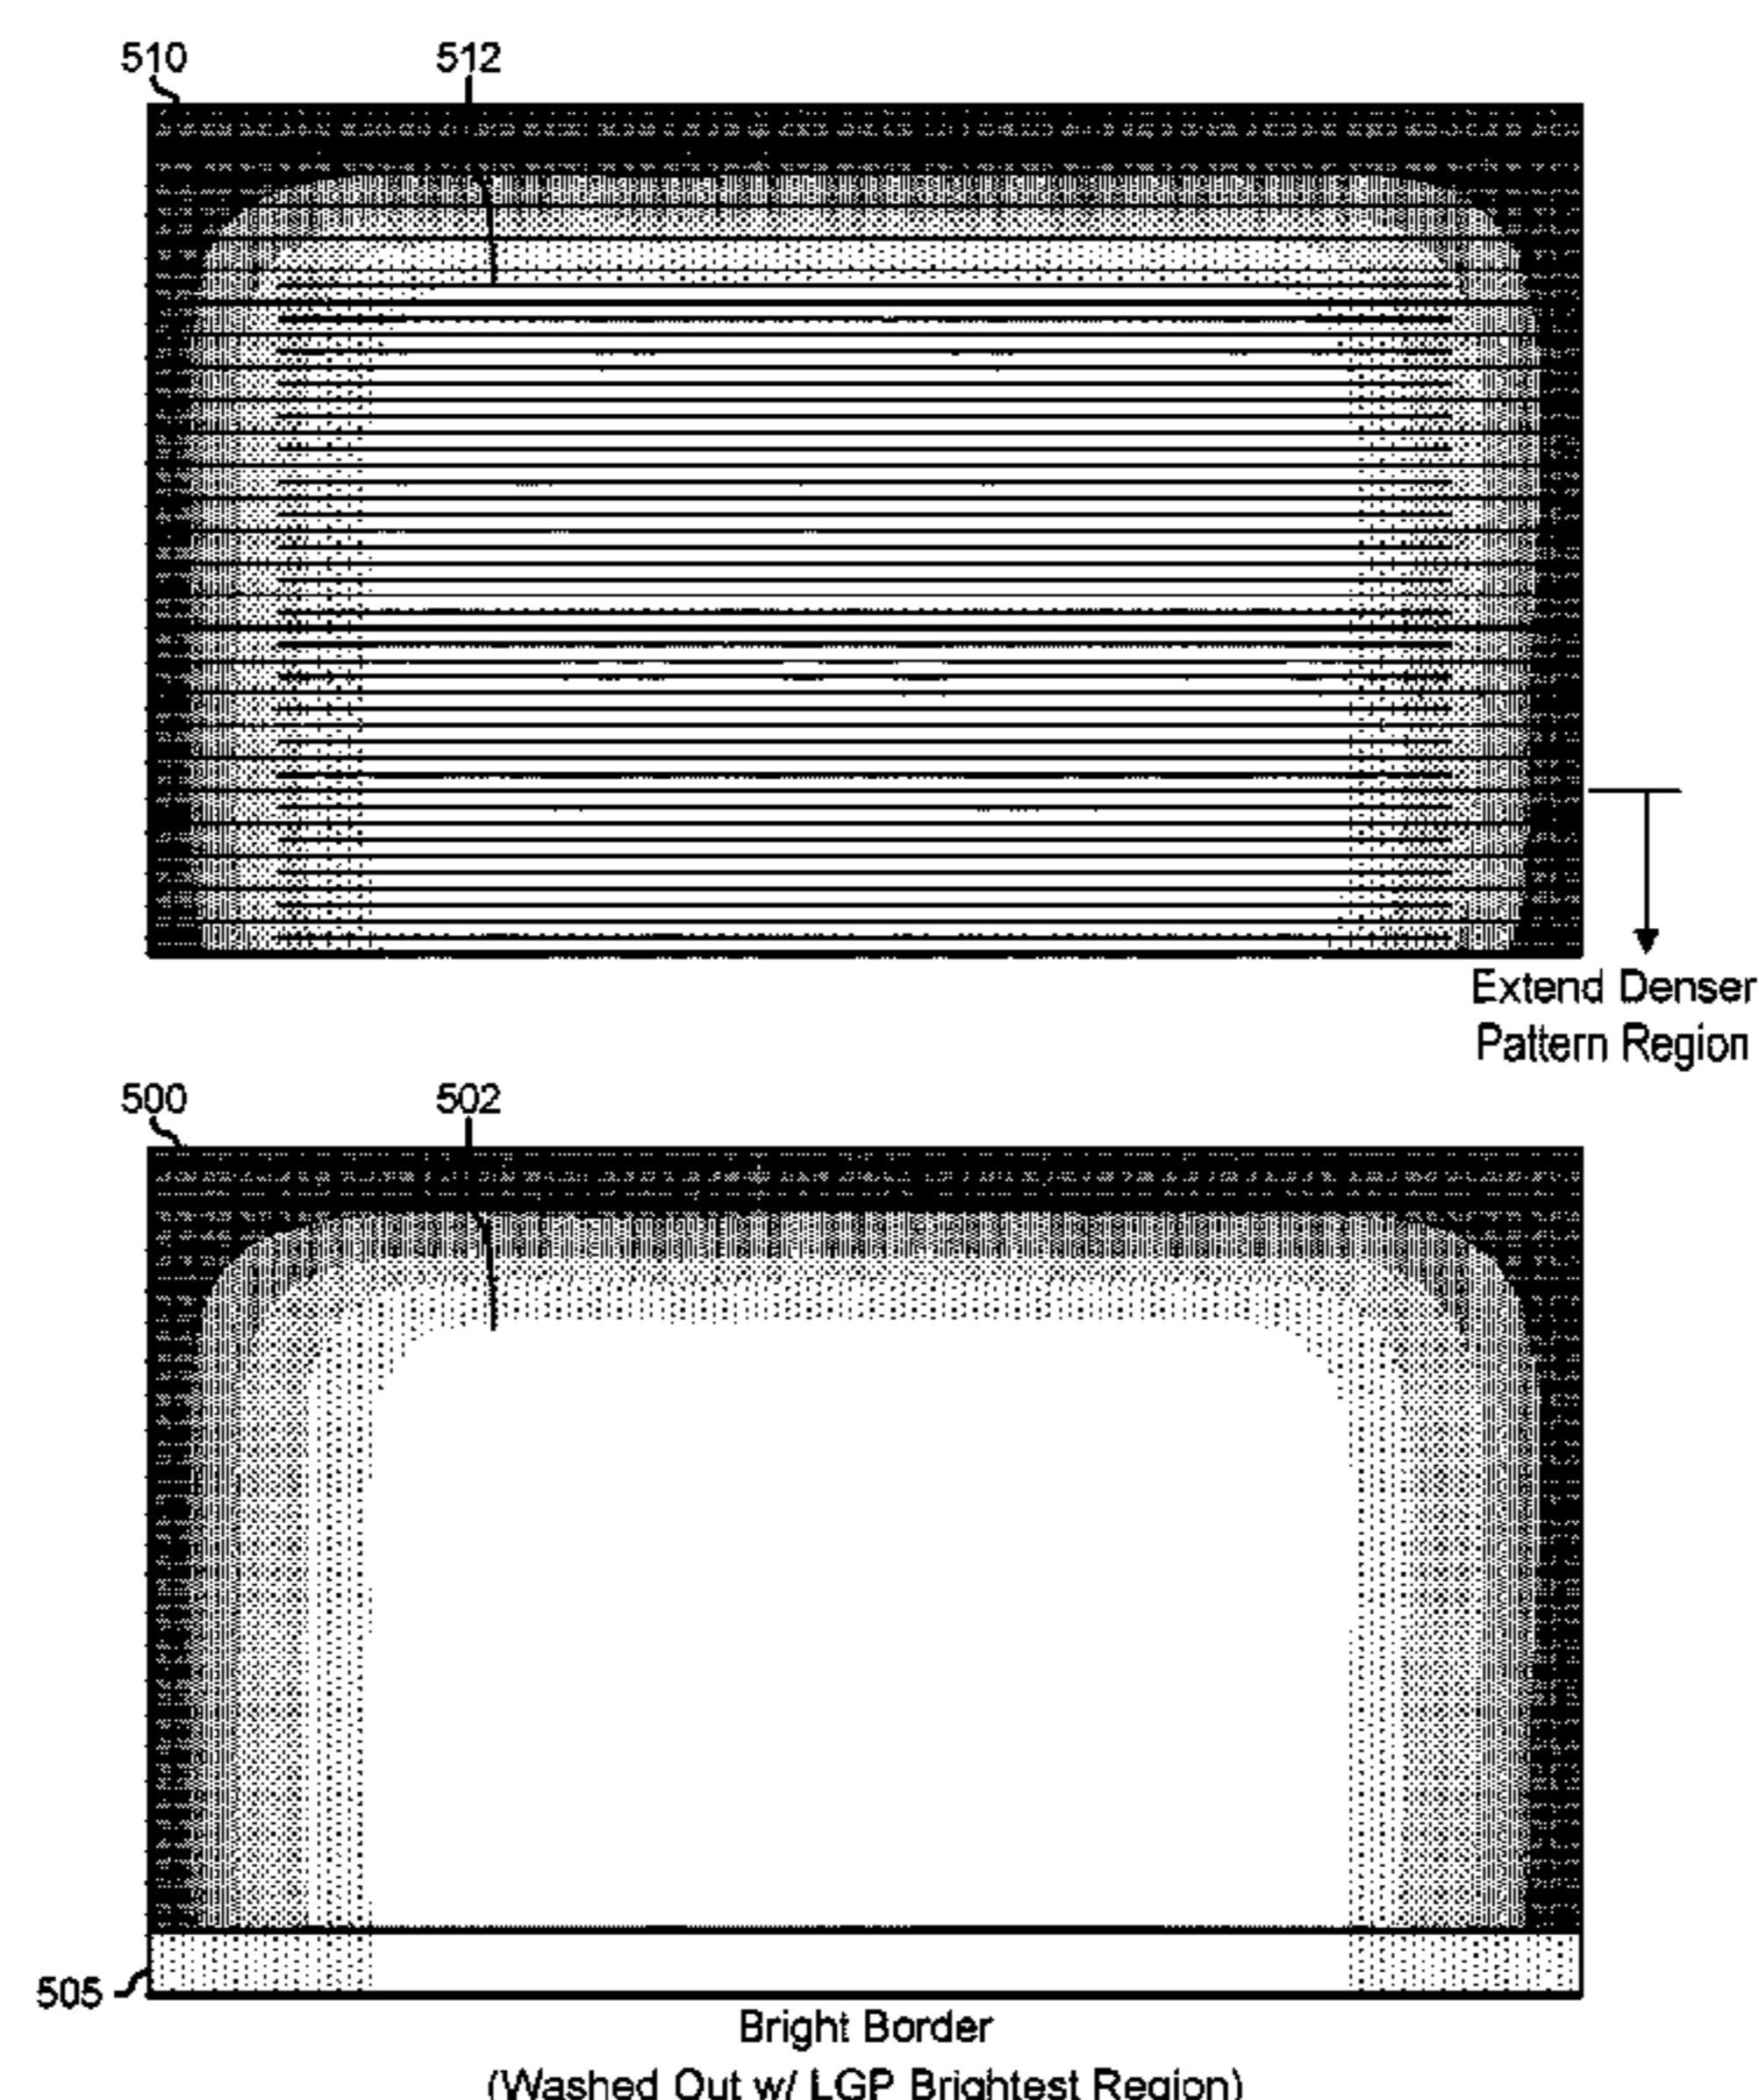 510
512
Extend Denser
Pattern Region
500
502
505
Bright Border
(Washed Out w/ LGP Brightest Region)